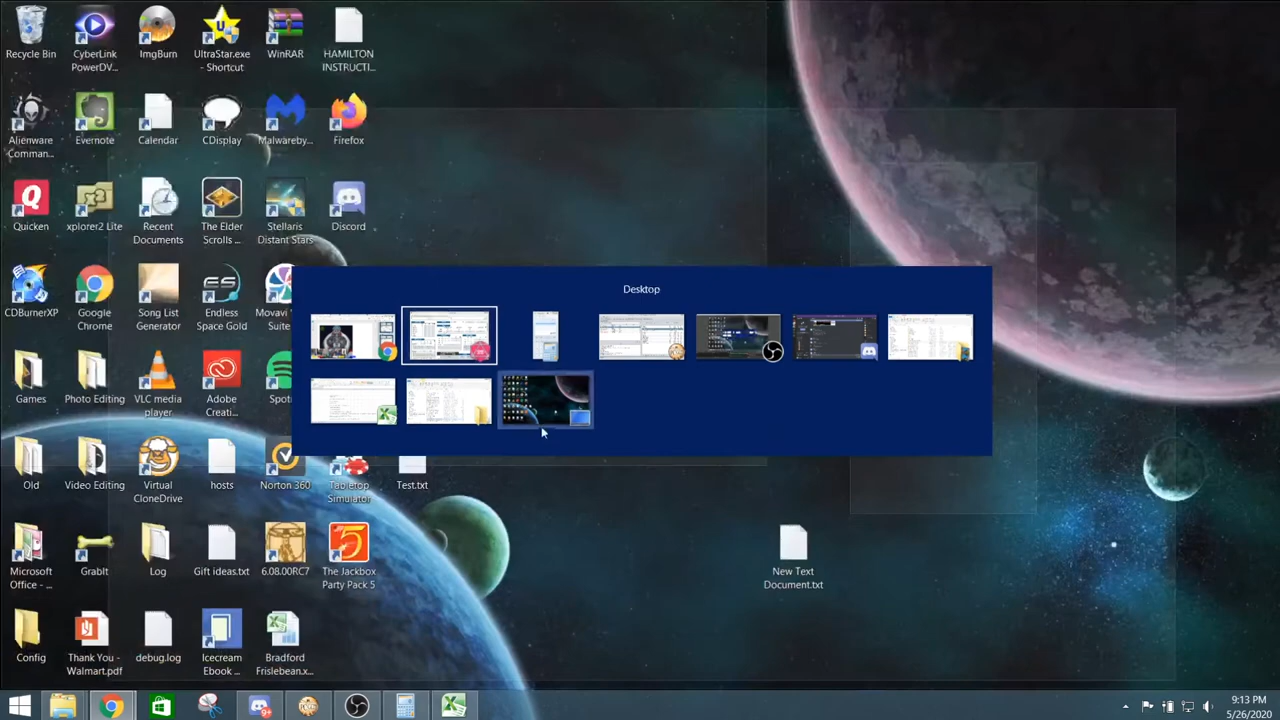 Recycle Bin
CyberLink
PowerDV...
ImgBurn
UltraStar.exe
- Shortcut
WinRAR
HAMILTON
INSTRUCTI...
Alienware
Comman...
Evernote
Calendar
CDisplay
Malwareby...
Firefox
Quicken
xplorer2 Lite
Recent
Documents
The Elder
Scrolls ...
Stellaris
Distant Stars
Discord
CDBurnerXP
Google
Chrome
Song List
Generator
Endless
Space Gold
Movavi
Suite
Desktop
Games
Photo Editing
VLC media
player
Adobe
Creati...
Spoti
Old
Video Editing
Virtual
CloneDrive
hosts
Norton 360
Tabletop
Simulator
Test.txt
Microsoft
Office - ...
GrabIt
Log
Gift ideas.txt
6.08.00RC7
The Jackbox
Party Pack 5
New Text
Document.txt
Config
Thank You -
Walmart.pdf
debug.log
Icecream
Ebook ...
Bradford
Frislebean.x...
9:13 PM
5/26/2020